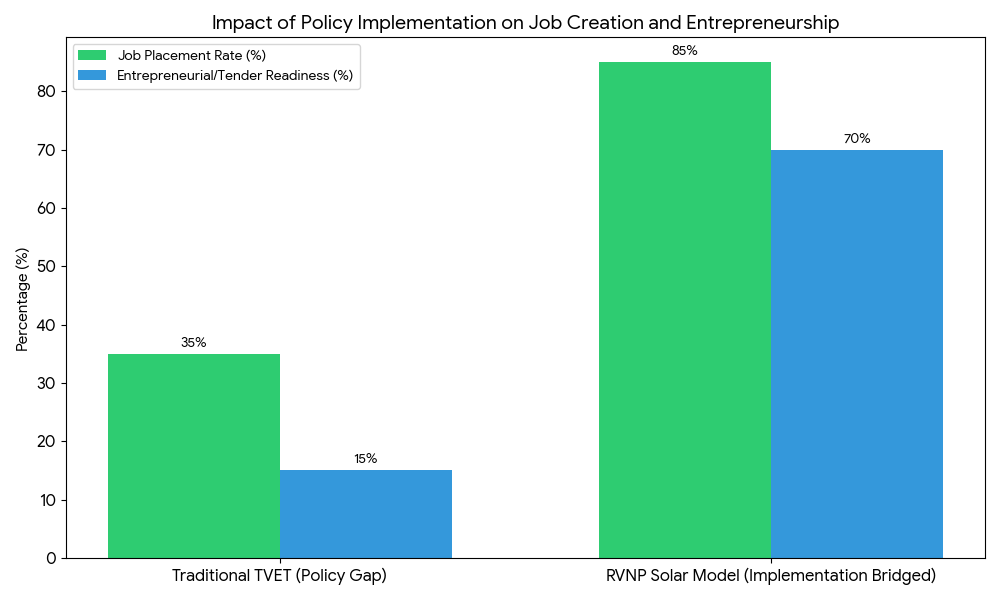 Impact of Policy Implementation on Job Creation and Entrepreneurship
Job Placement Rate (%)
Entrepreneurial/Tender Readiness (%)
Percentage (%)
80
70
60
50
40
30
20
10
0
35%
15%
85%
70%
Traditional TVET (Policy Gap)
RVNP Solar Model (Implementation Bridged)